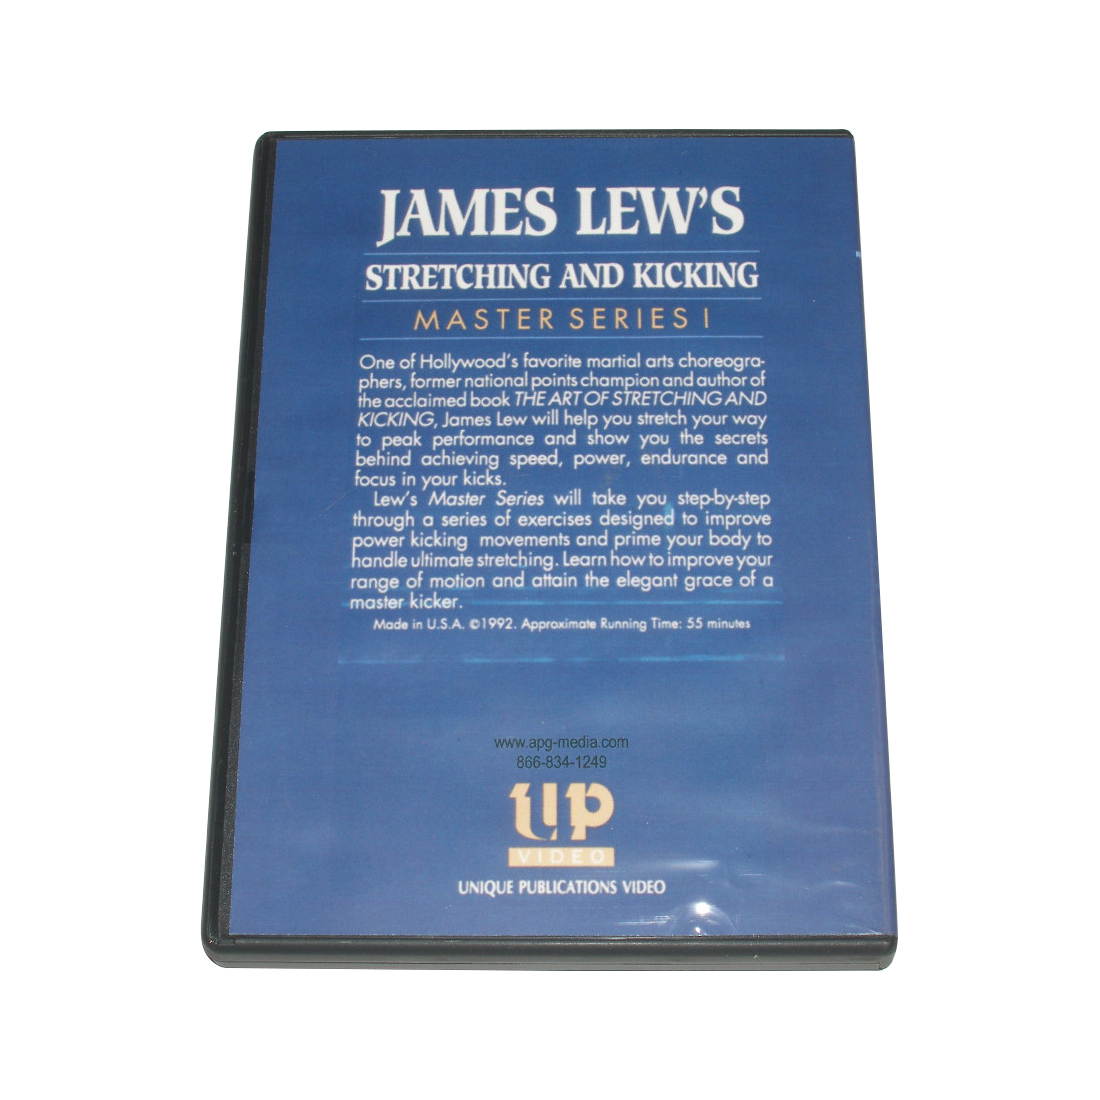 JAMES LEW'S
STRETCHING AND KICKING
MASTER SERIES I
One of Hollywood's favorite martial arts choreogra-
phers, former national points champion and author of
the acclaimed book THE ART OF STRETCHING AND
KICKING, James Lew will help you stretch your way
to peak performance and show you the secrets
behind achieving speed, power, endurance and
focus in your kicks.
Lew's Master Series will take you step-by-step
through a series of exercises designed to improve
power kicking movements and prime your body to
handle ultimate stretching. Learn how to improve your
range of motion and attain the elegant grace of a
master kicker.
Made in U.S.A. ©1992. Approximate Running Time: 55 minutes
www.apg-media.com
866-834-1249
UP
VIDEO
UNIQUE PUBLICATIONS VIDEO